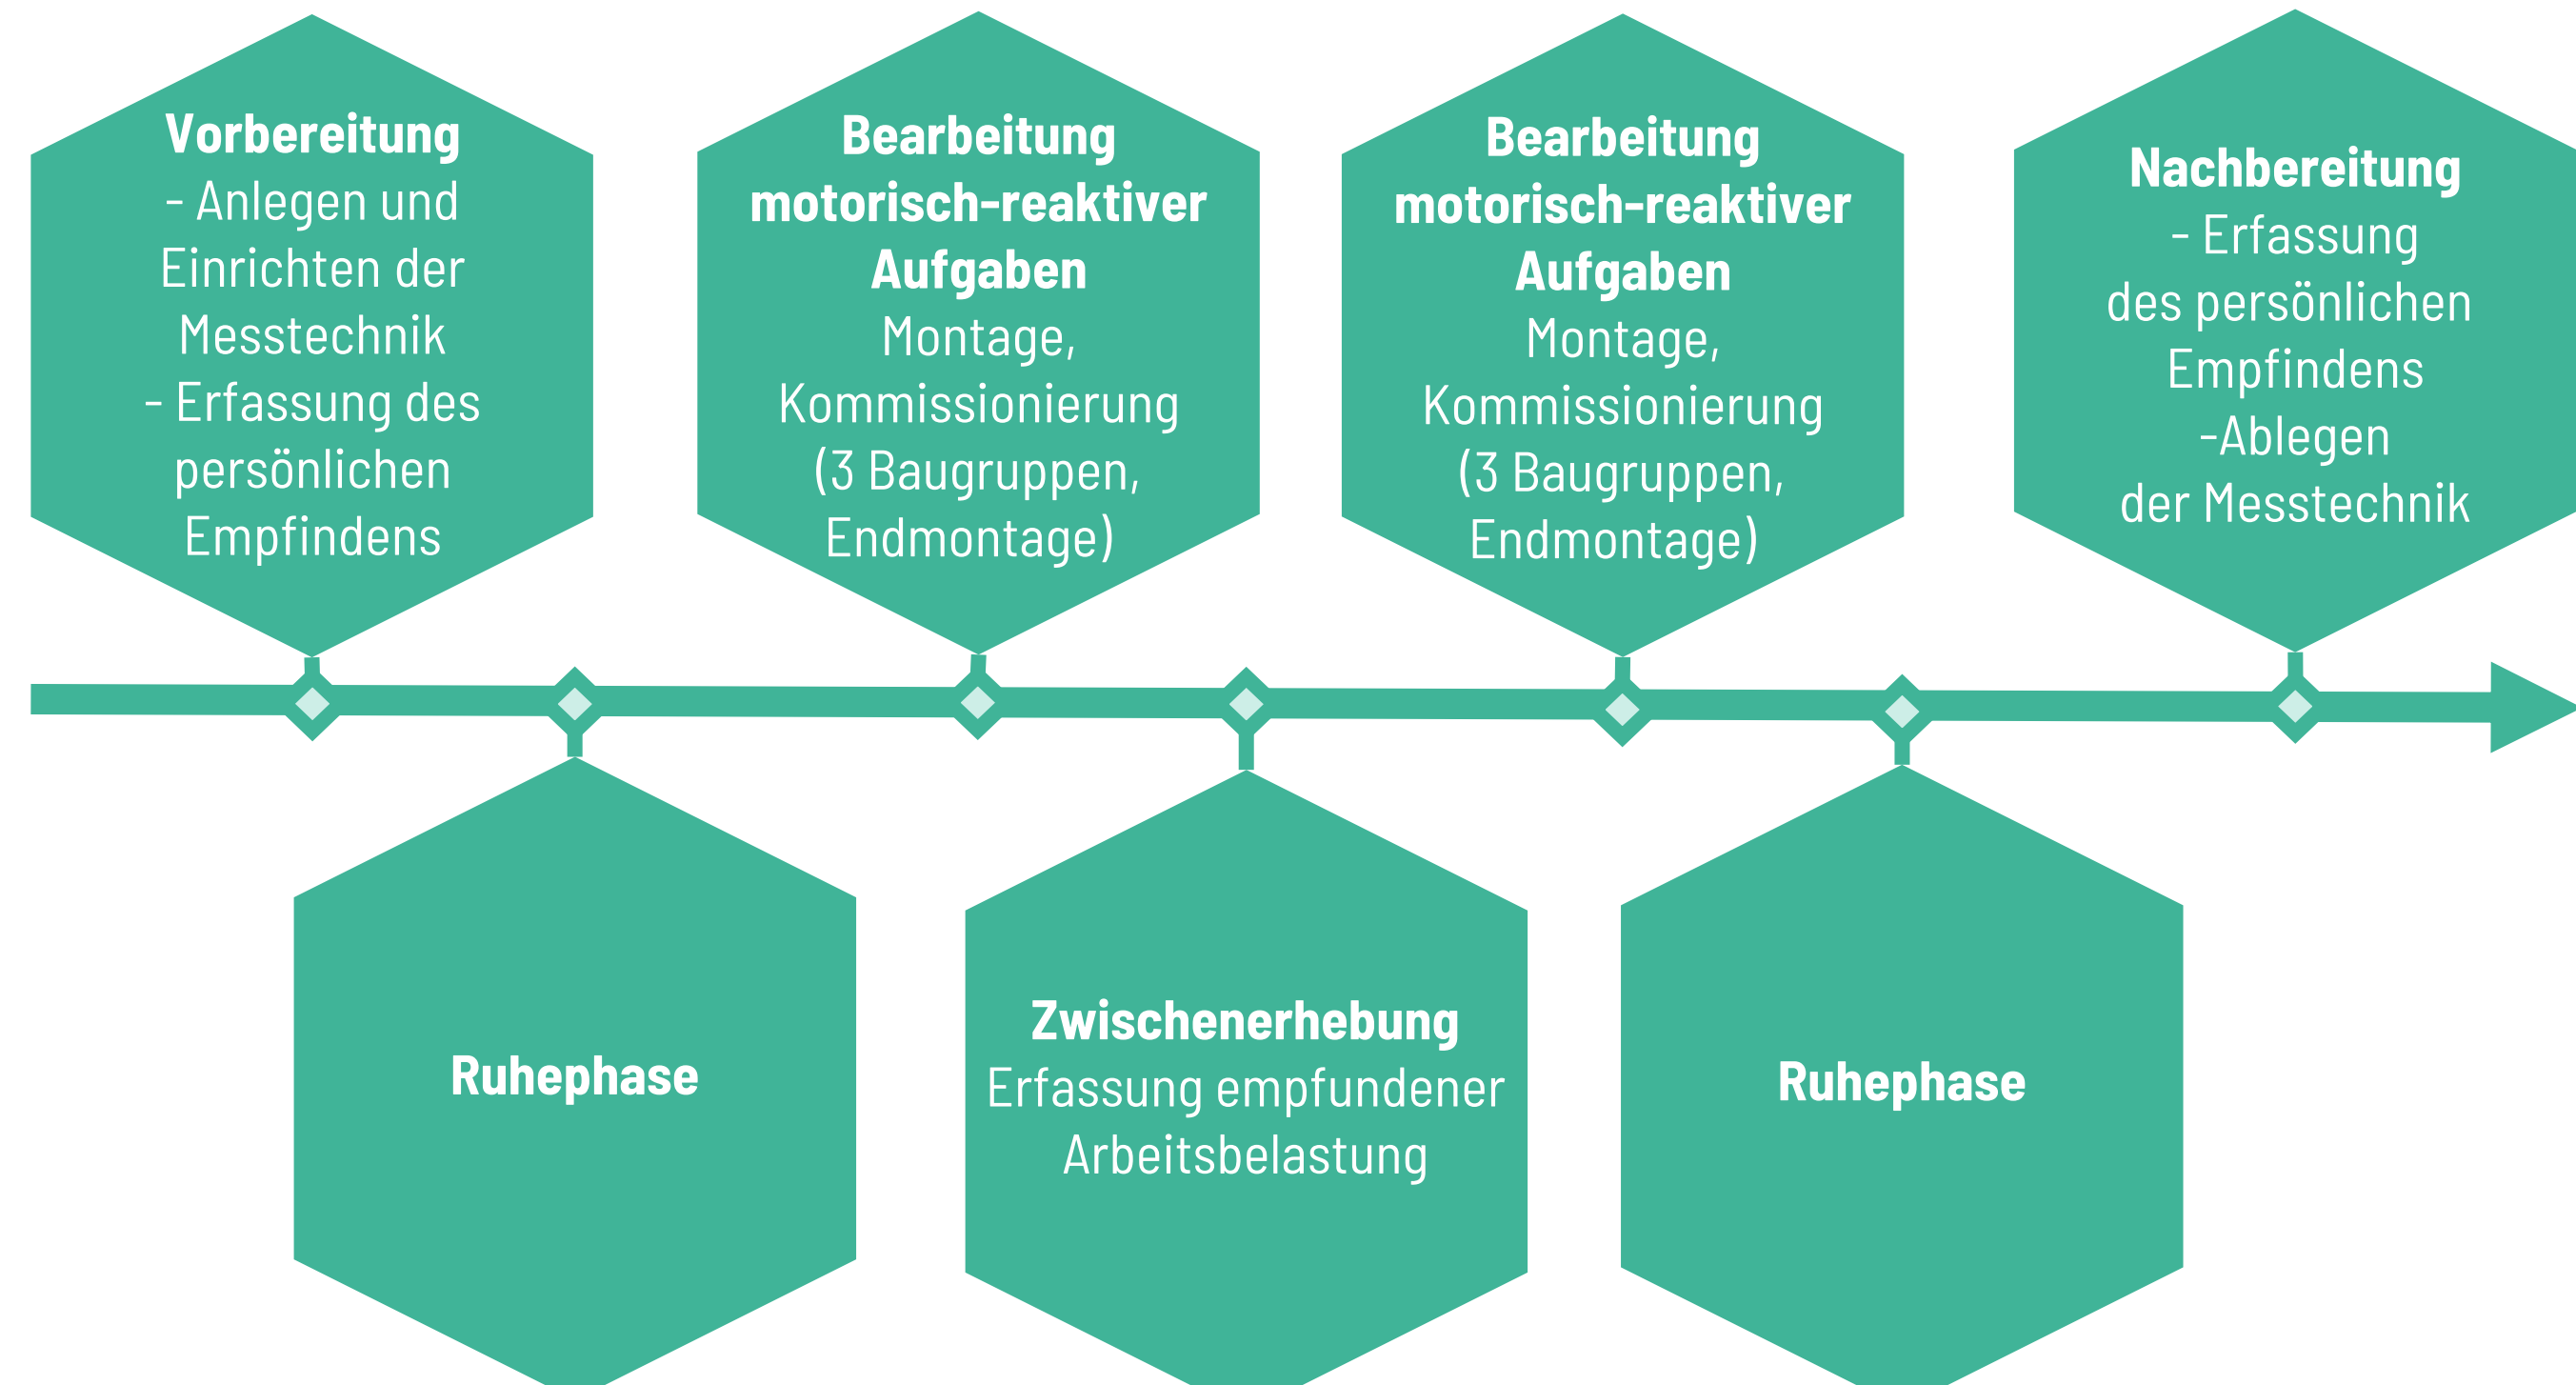 Vorbereitung
- Anlegen und
Einrichten der
Messtechnik
- Erfassung des
persönlichen
Empfindens
Bearbeitung
motorisch-reaktiver
Aufgaben
Montage,
Kommissionierung
(3 Baugruppen,
Endmontage)
Bearbeitung
motorisch-reaktiver
Aufgaben
Montage,
Kommissionierung
(3 Baugruppen,
Endmontage)
Nachbereitung
- Erfassung
des persönlichen
Empfindens
-Ablegen
der Messtechnik
Ruhephase
Zwischenerhebung
Erfassung empfundener
Arbeitsbelastung
Ruhephase